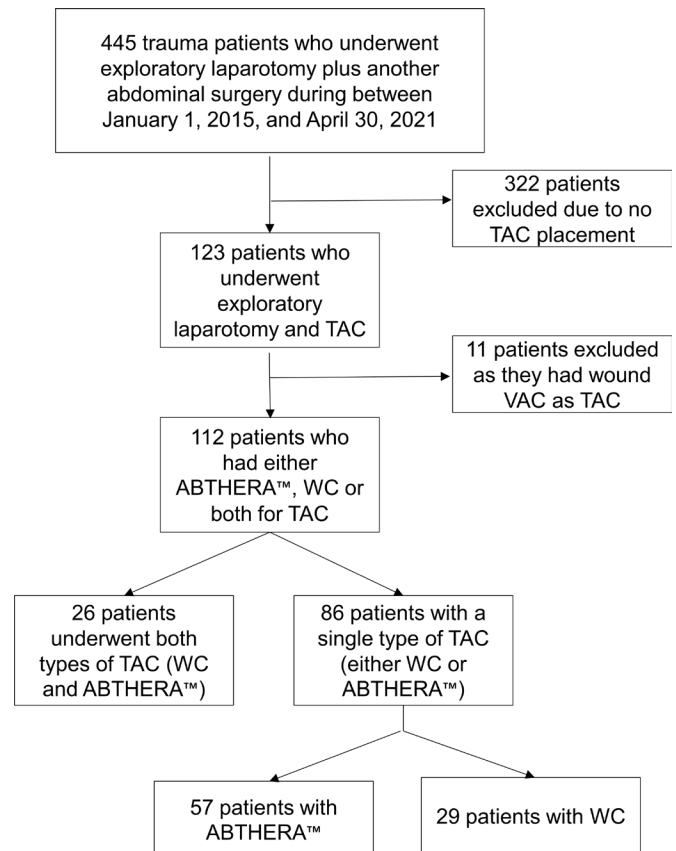 445 trauma patients who underwent
exploratory laparotomy plus another
abdominal surgery during between
January 1, 2015, and April 30, 2021
322 patients
excluded due to no
TAC placement
123 patients who
underwent
exploratory
laparotomy and TAC
11 patients excluded
as they had wound
VAC as TAC
112 patients who
had either
ABTHERA™, WC or
both for TAC
26 patients
underwent both
types of TAC (WC
and ABTHERA™)
86 patients with a
single type of TAC
(either WC or
ABTHERA™)
57 patients with
ABTHERA™
29 patients with WC